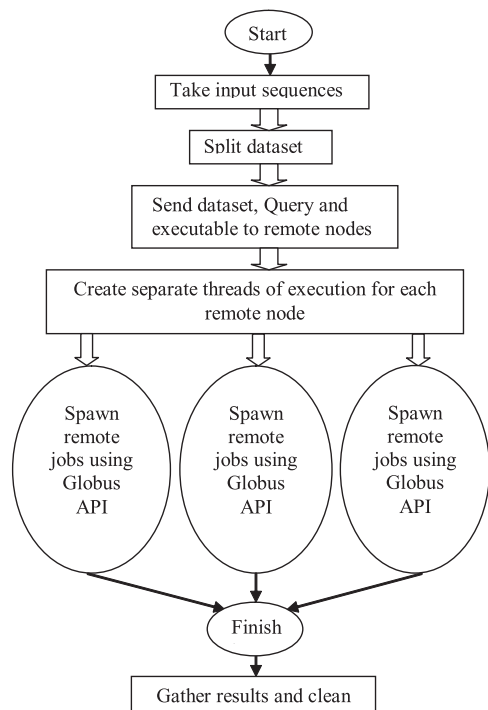 Start
Take input sequences
Split dataset
Send dataset, Query and
executable to remote nodes
Create separate threads of execution for each
remote node
Spawn
remote
jobs using
Globus
API
Spawn
remote
jobs using
Globus
API
Spawn
remote
jobs using
Globus
API
Finish
Gather results and clean